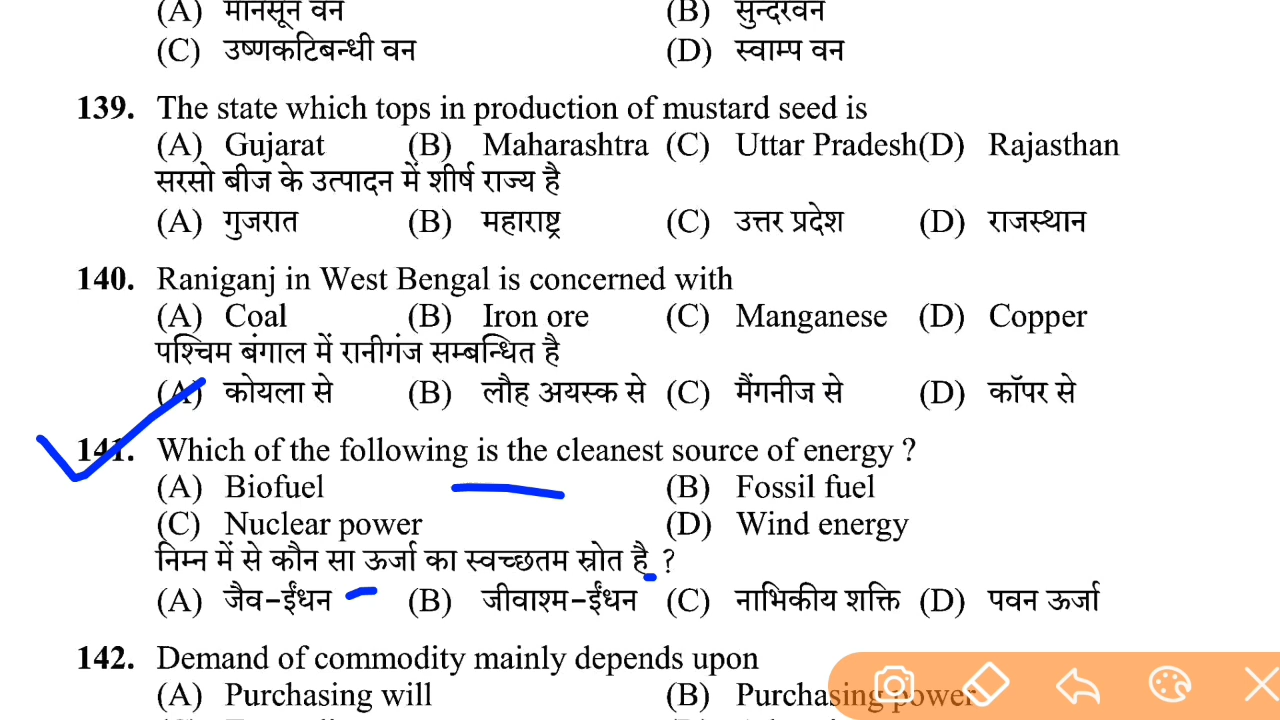 (A) मानसून वन (B) सुन्दरवन
(C) उष्णकटिबन्धी वन (D) स्वाम्प वन
139. The state which tops in production of mustard seed is
(A) Gujarat (B) Maharashtra (C) Uttar Pradesh(D) Rajasthan
सरसो बीज के उत्पादन में शीर्ष राज्य है
(A) गुजरात (B) महाराष्ट्र (C) उत्तर प्रदेश (D) राजस्थान
140. Raniganj in West Bengal is concerned with
(A) Coal (B) Iron ore (C) Manganese (D) Copper
पश्चिम बंगाल में रानीगंज सम्बन्धित है
(A) कोयला से (B) लौह अयस्क से (C) मैंगनीज से (D) कॉपर से
141. Which of the following is the cleanest source of energy ?
(A) Biofuel (B) Fossil fuel
(C) Nuclear power (D) Wind energy
निम्न में से कौन सा ऊर्जा का स्वच्छतम स्रोत है ?
(A) जैव-ईंधन (B) जीवाश्म-ईंधन (C) नाभिकीय शक्ति (D) पवन ऊर्जा
142. Demand of commodity mainly depends upon
(A) Purchasing will (B) Purchasing power